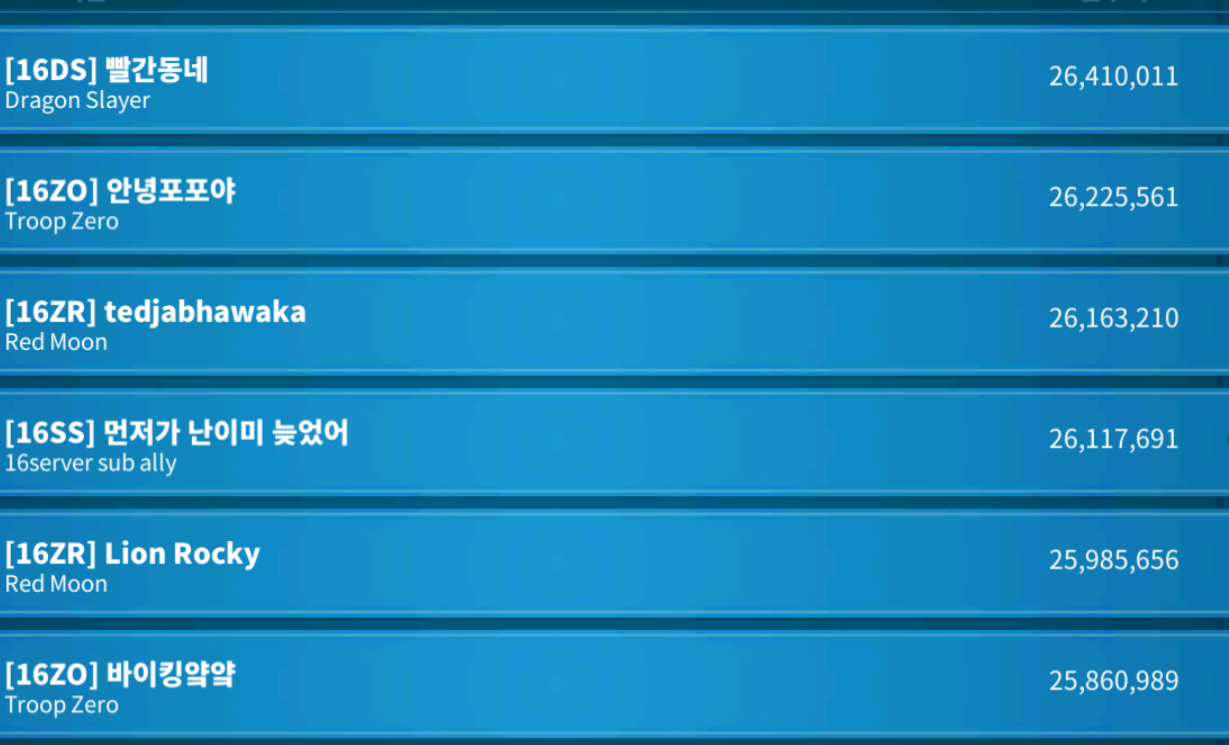 [16DS] 빨간동네
26,410,011
Dragon Slayer
[16ZO] 안녕포포야
26,225,561
Troop Zero
[16ZR] tedjabhawaka
26,163,210
Red Moon
[16SS] 먼저가 난이미 늦었어
26,117,691
16server sub ally
[16ZR] Lion Rocky
25,985,656
Red Moon
[16ZO] 바이킹얔얔
25,860,989
Troop Zero